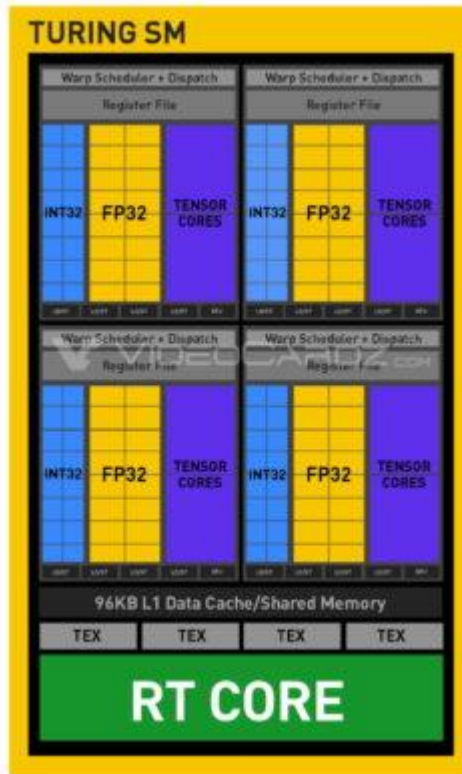 TURING SM
Warp Scheduler + Dispatch
Register File
INT32
FP32
TENSOR CORES
Warp Scheduler + Dispatch
Register File
INT32
FP32
TENSOR CORES
Warp Scheduler + Dispatch
Register File
INT32
FP32
TENSOR CORES
Warp Scheduler + Dispatch
Register File
INT32
FP32
TENSOR CORES
VIDEOCARDZ.COM
96KB L1 Data Cache/Shared Memory
TEX TEX TEX TEX
RT CORE